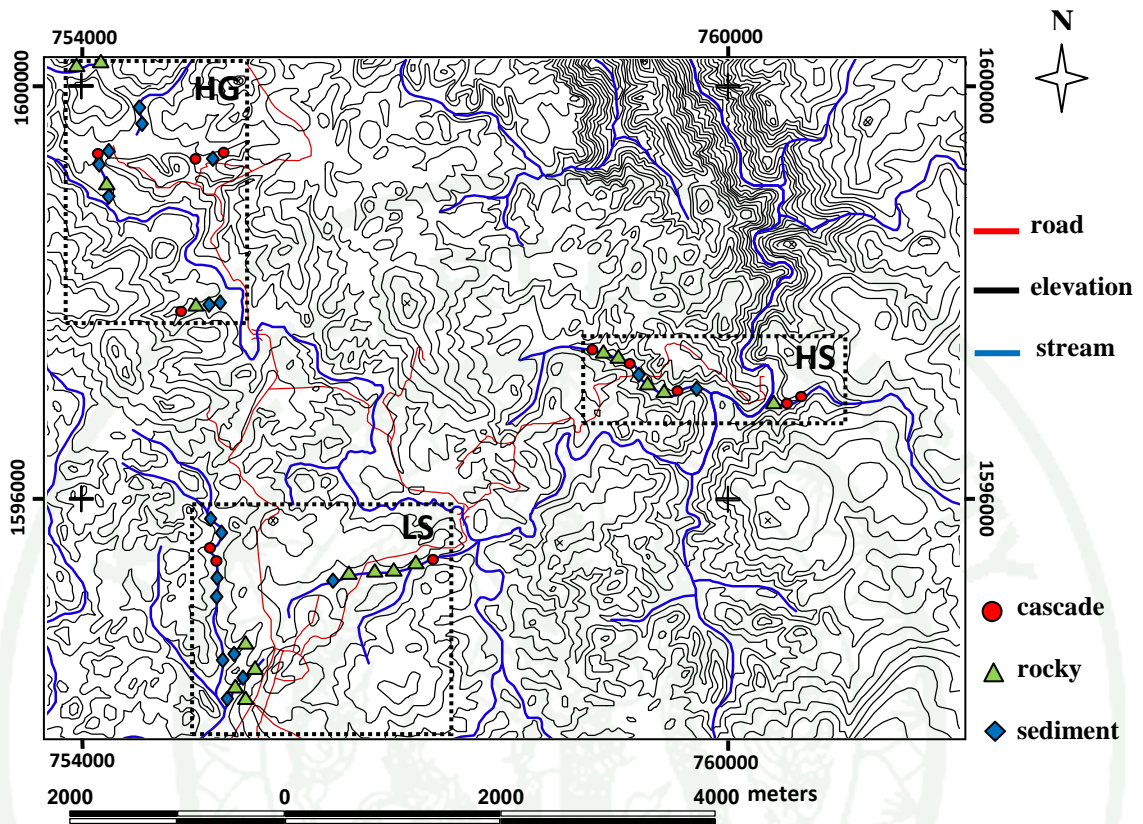 754000
760000
N
1600000
1600000
HG
road
elevation
stream
HS
1596000
1596000
LS
cascade
rocky
sediment
754000
760000
2000
0
2000
4000
meters